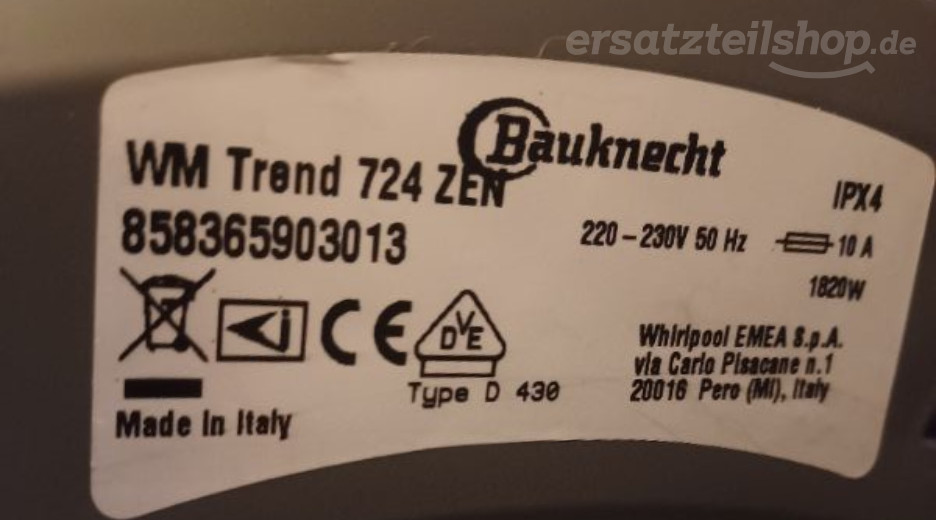 ersatzteilshop.de
Bauknecht
WM Trend 724 ZEN
858365903013
IPX4
220-230V 50 Hz 10 A
1820W
DVE
Type D 430
Made in Italy
Whirlpool EMEA S.p.A.
via Carlo Pisacane n.1
20016 Pero (MI), Italy